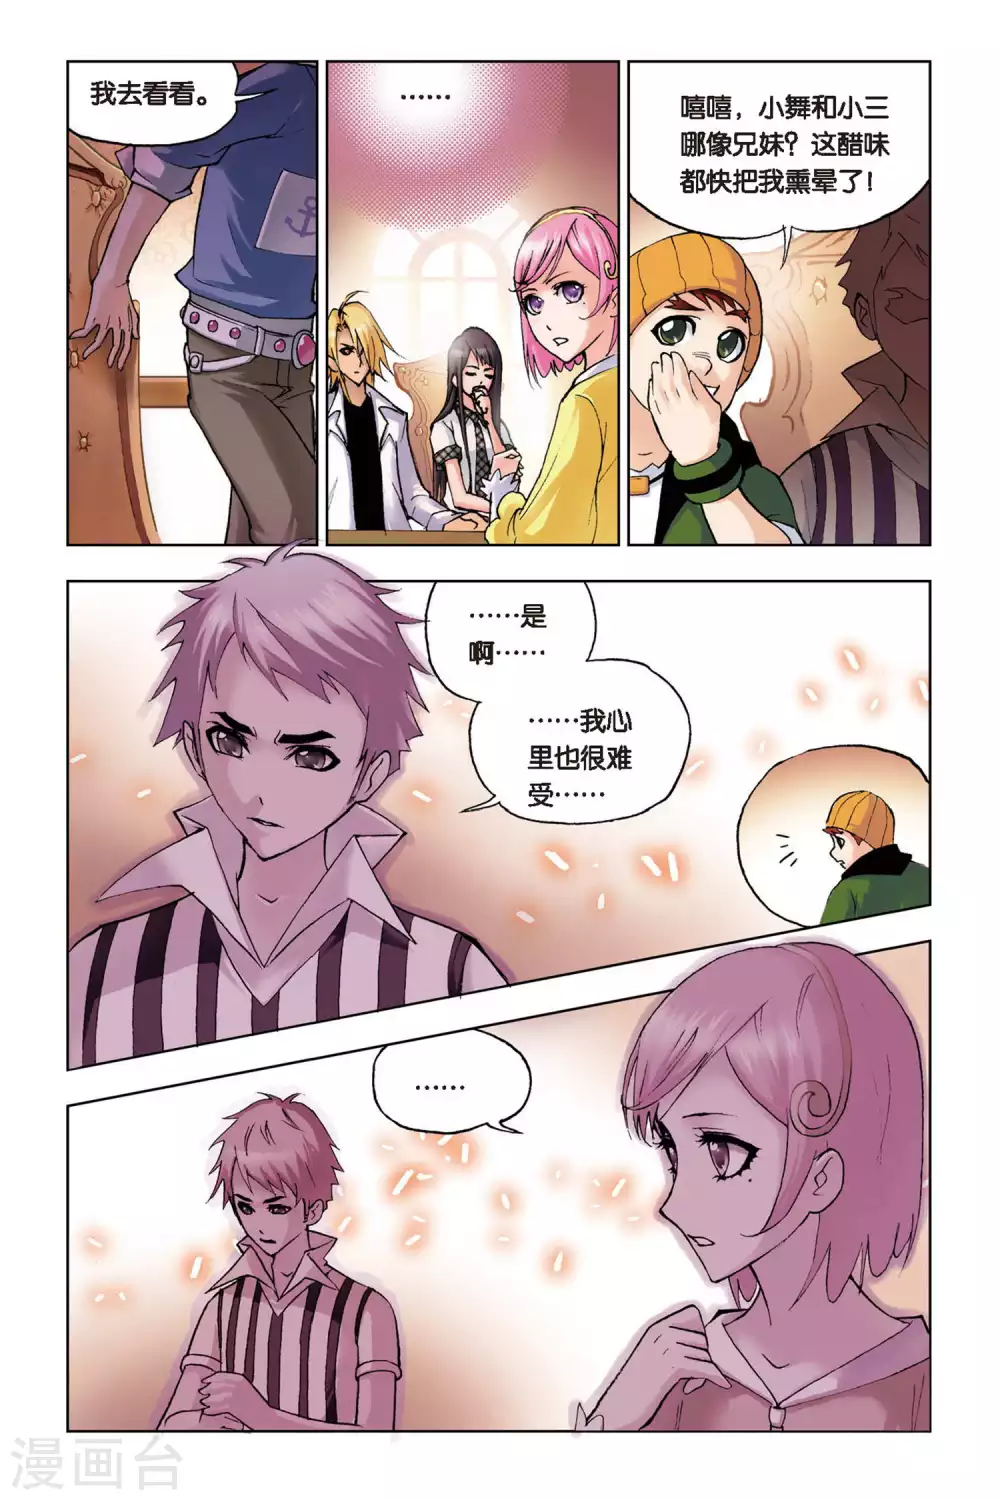 我去看看。
……
嘻嘻，小舞和小三
哪像兄妹？这醋味
都快把我熏晕了！
……是
啊……
……我心
里也很难
受……
……
漫画台